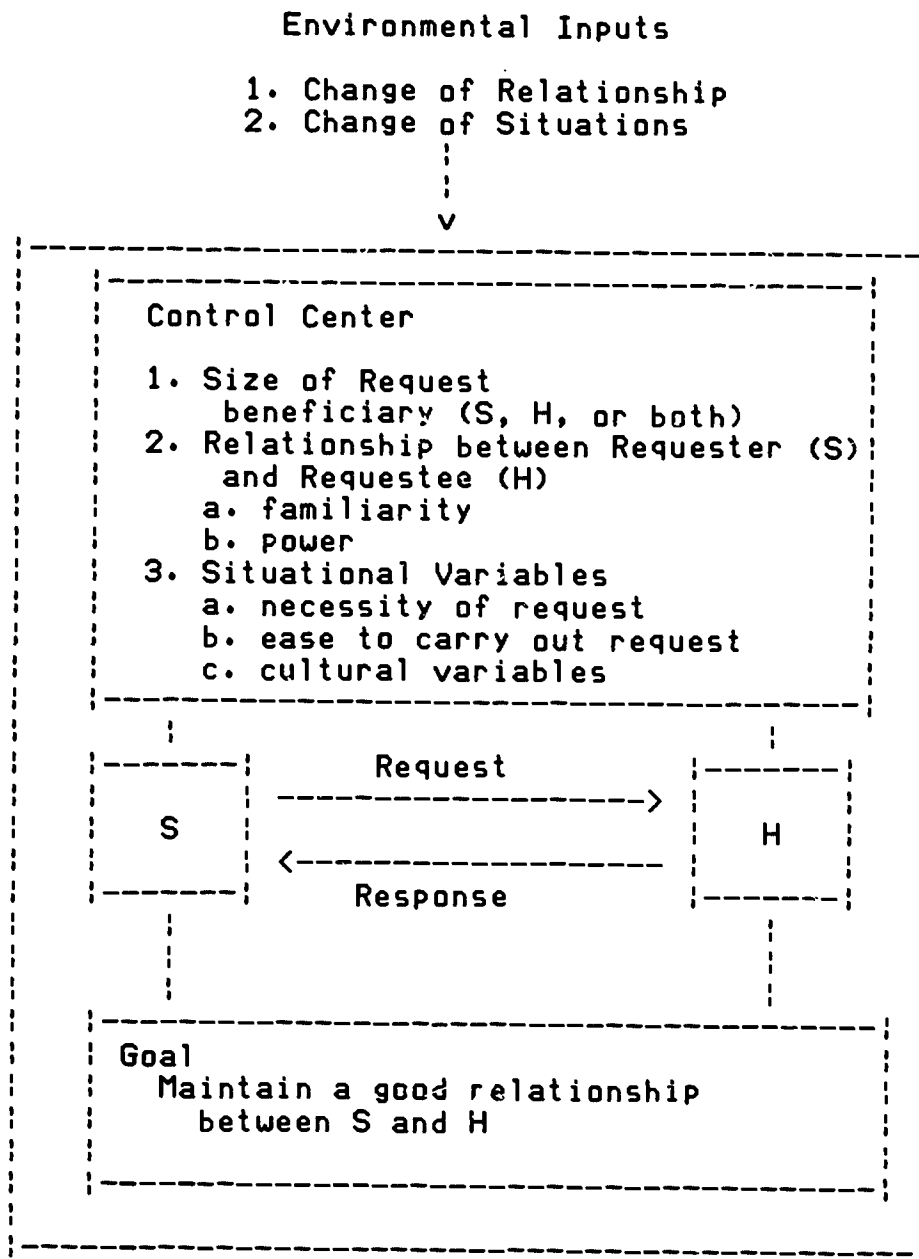 Environmental Inputs
1. Change of Relationship
2. Change of Situations
Control Center
1. Size of Request
beneficiary (S, H, or both)
2. Relationship between Requester (S)
and Requestee (H)
a. familiarity
b. power
3. Situational Variables
a. necessity of request
b. ease to carry out request
c. cultural variables
Request
S
H
Response
Goal
Maintain a good relationship
between S and H